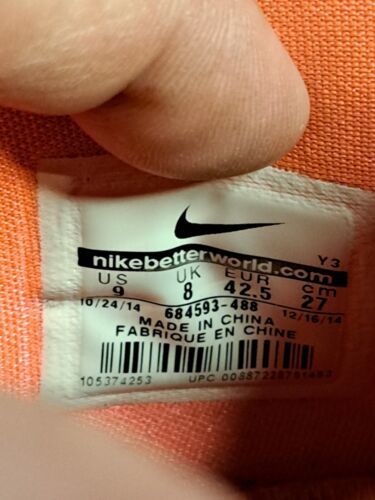 Y3
nikebetterworld.com
US UK EUR cm
9 8 42.5 27
10/24/14 684593-488 12/16/14
MADE IN CHINA
FABRIQUE EN CHINE
105374253 UPC